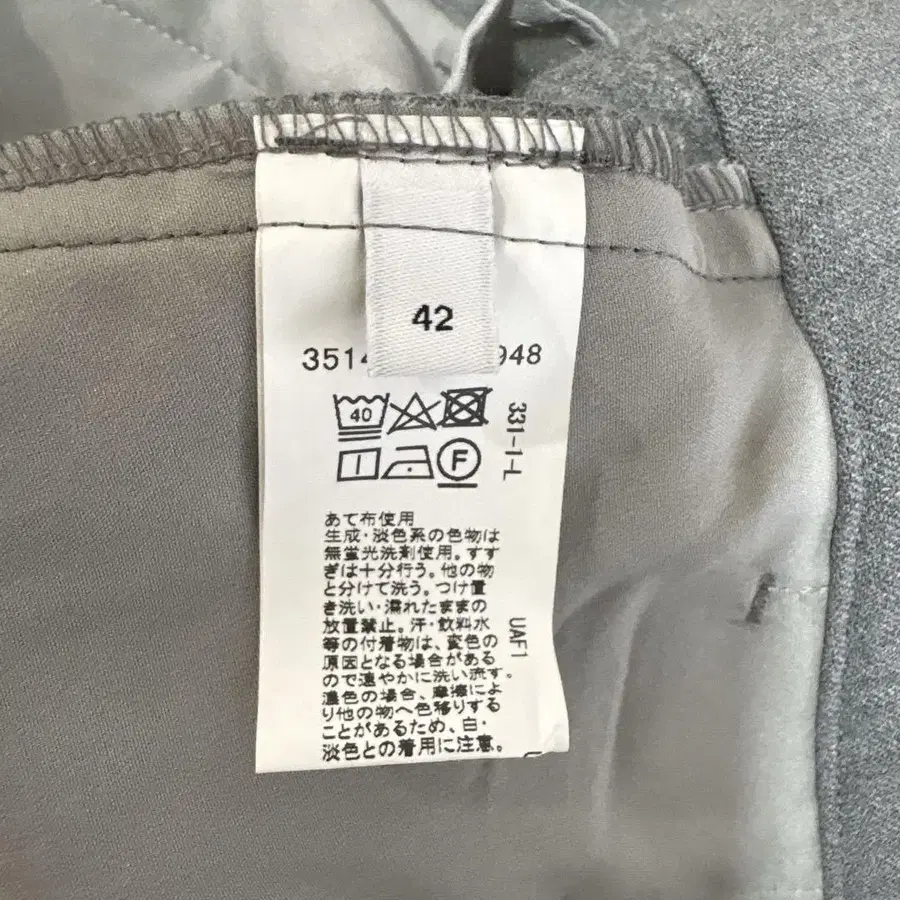 42
351
948
40
331-1-L
F
あて布使用
生成・淡色系の色物は
無蛍光洗剤使用。すす
ぎは十分行う。他の物
と分けて洗う。つけ置
き洗い・濡れたままの
放置禁止。汗・飲料水
等の付着物は、変色の
原因となる場合がある
ので速やかに洗い流す。
濃色の場合、摩擦によ
り他の物へ色移りする
ことがあるため、白・
淡色との着用に注意。
UAF1